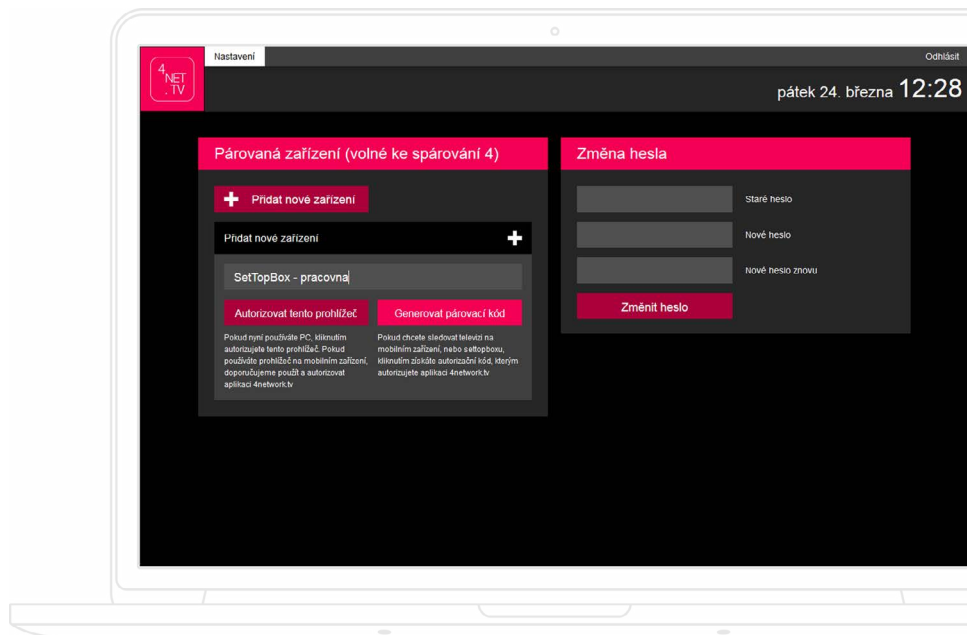 4
NET
. TV
Nastavení
Odhlásit
pátek 24. března 12:28
Párovaná zařízení (volné ke spárování 4)
Přidat nové zařízení
Přidat nové zařízení
SetTopBox - pracovna
Autorizovat tento prohlížeč
Generovat párovací kód
Pokud nyní používáte PC, kliknutím
autorizujete tento prohlížeč. Pokud
používáte prohlížeč na mobilním zařízení,
doporučujeme použít a autorizovat
aplikaci 4network.tv
Pokud chcete sledovat televizi na
mobilním zařízení, nebo settopboxu,
kliknutím získáte autorizační kód, kterým
autorizujete aplikaci 4network.tv
Změna hesla
Staré heslo
Nové heslo
Nové heslo znovu
Změnit heslo